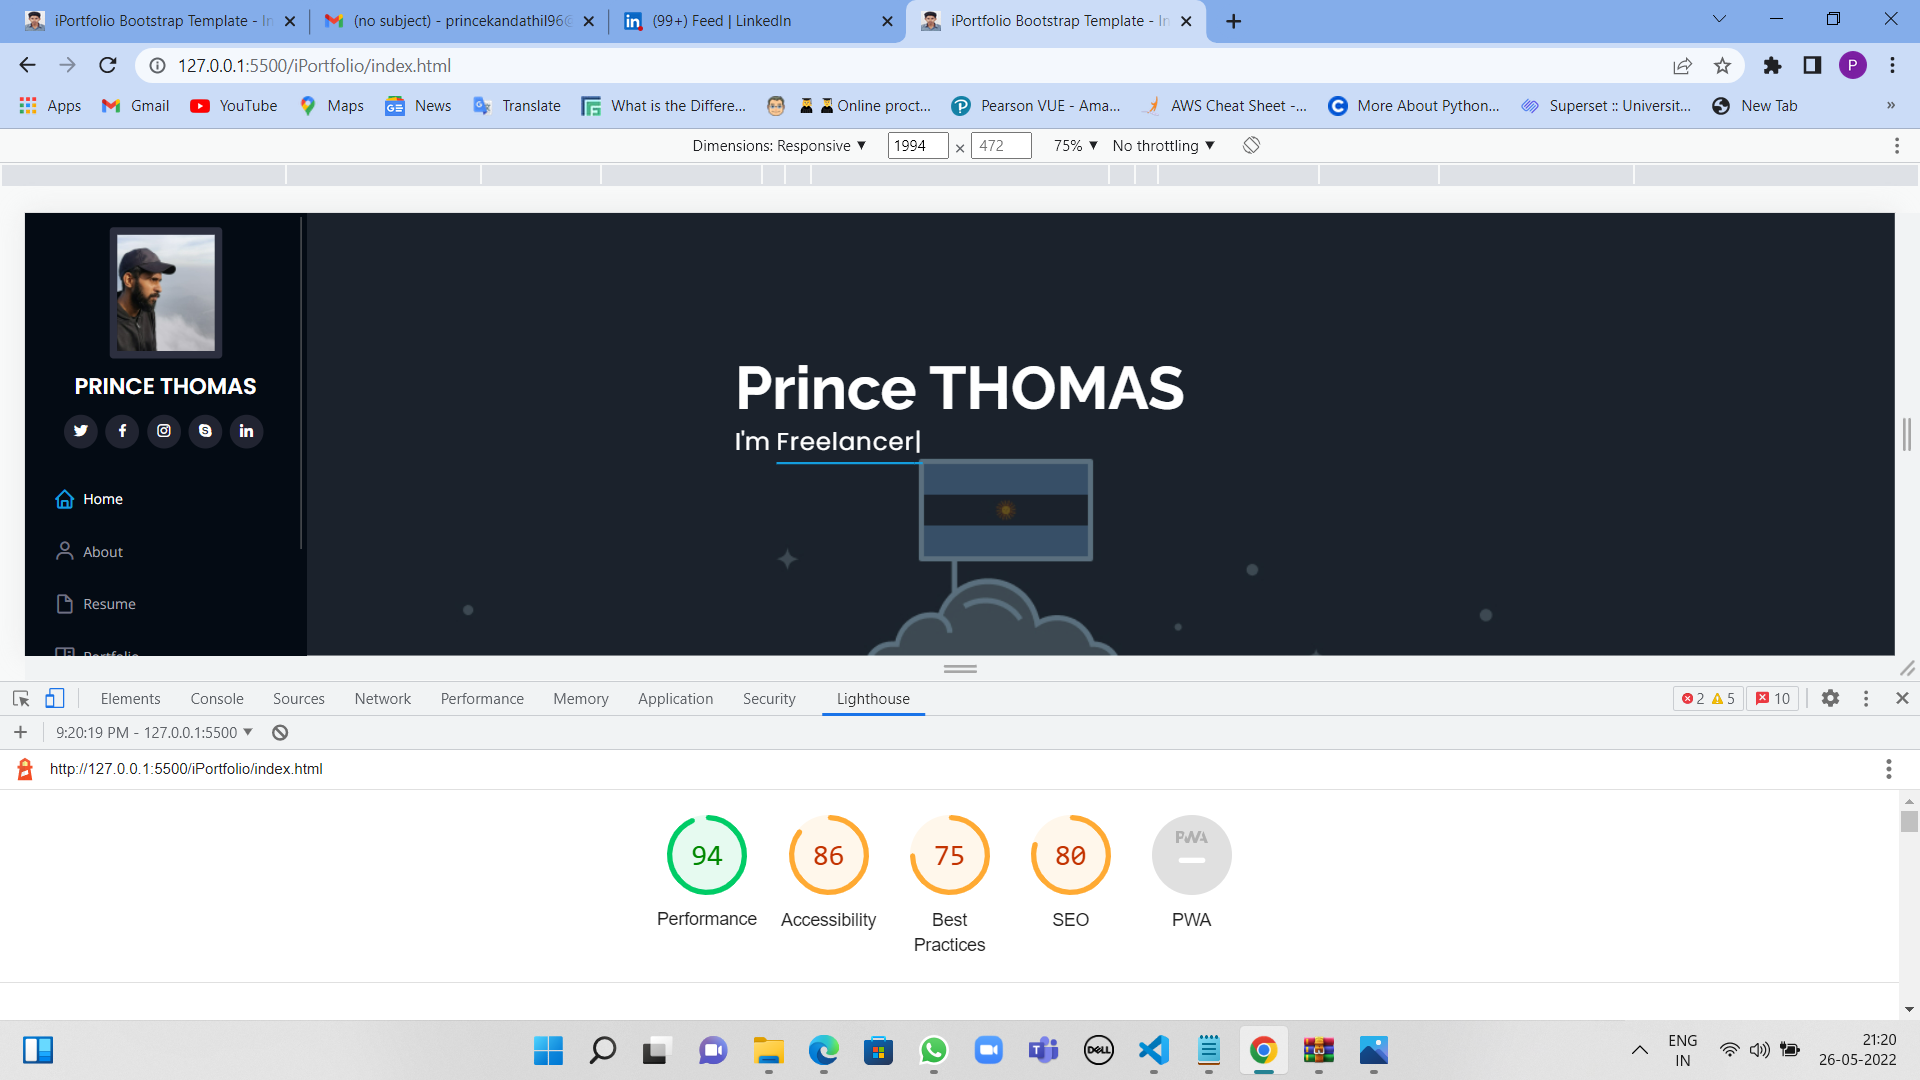 iPortfolio Bootstrap Template - In
(no subject) - princekandathil96@
(99+) Feed | LinkedIn
iPortfolio Bootstrap Template - In
127.0.0.1:5500/iPortfolio/index.html
P
Apps
Gmail
YouTube
Maps
News
Translate
What is the Differe...
Online proct...
Pearson VUE - Ama...
AWS Cheat Sheet -...
More About Python...
Superset :: Universit...
New Tab
»
Dimensions: Responsive ▼ 1994 × 472 75% ▼ No throttling ▼
PRINCE THOMAS
Home
About
Resume
Portfolio
Prince THOMAS
I'm Freelancer|
Elements Console Sources Network Performance Memory Application Security Lighthouse
2 5 10
9:20:19 PM - 127.0.0.1:5500 ▼
http://127.0.0.1:5500/iPortfolio/index.html
94
Performance
86
Accessibility
75
Best
Practices
80
SEO
PWA
PWA
DELL
ENG
IN
21:20
26-05-2022